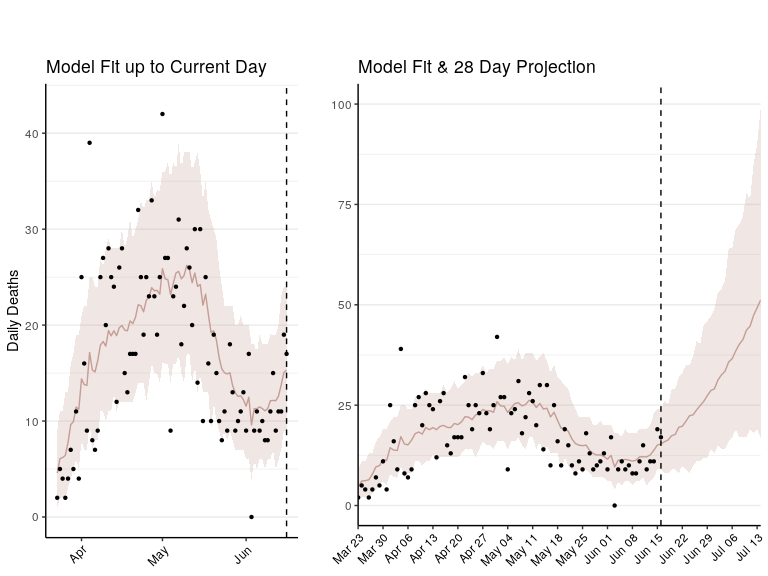 Model Fit up to Current Day
Daily Deaths
40
30
20
10
0
Apr
May
Jun
Model Fit & 28 Day Projection
100
75
50
25
0
Mar 23
Mar 30
Apr 06
Apr 13
Apr 20
Apr 27
May 04
May 11
May 18
May 25
Jun 01
Jun 08
Jun 15
Jun 22
Jun 29
Jul 06
Jul 13